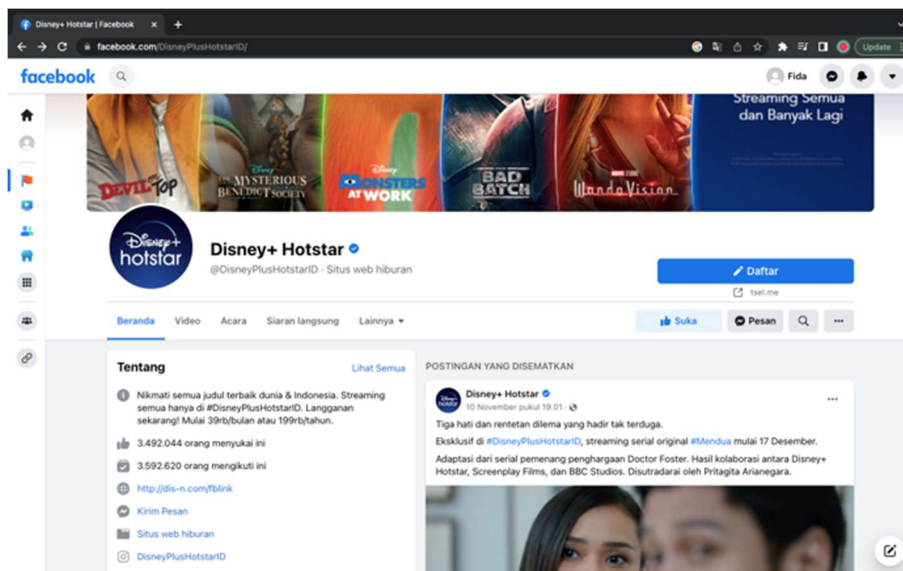 Disney+ Hotstar | Facebook
facebook.com/DisneyPlusHotstarID/
Update
facebook
Fida
DEVIL TOP
THE MYSTERIOUS
BENEDICT SOCIETY
Disney
MONSTERS
AT WORK
BAD
BATCH
MARVEL STUDIOS
WandaVision
Streaming Semua
dan Banyak Lagi
Disney+
hotstar
Disney+ Hotstar
@DisneyPlusHotstarID · Situs web hiburan
Daftar
tsel.me
Beranda Video Acara Siaran langsung Lainnya
Suka Pesan
Tentang
Lihat Semua
Nikmati semua judul terbaik dunia & Indonesia. Streaming
semua hanya di #DisneyPlusHotstarID. Langganan
sekarang! Mulai 39rb/bulan atau 199rb/tahun.
3.492.044 orang menyukai ini
3.592.620 orang mengikuti ini
http://dis-n.com/fblink
Kirim Pesan
Situs web hiburan
DisneyPlusHotstarID
POSTINGAN YANG DISEMATKAN
Disney+ Hotstar
10 November pukul 19.01 ·
Tiga hati dan rentetan dilema yang hadir tak terduga.
Eksklusif di #DisneyPlusHotstarID, streaming serial original #Mendua mulai 17 Desember.
Adaptasi dari serial pemenang penghargaan Doctor Foster. Hasil kolaborasi antara Disney+
Hotstar, Screenplay Films, dan BBC Studios. Disutradarai oleh Pritagita Arianegara.